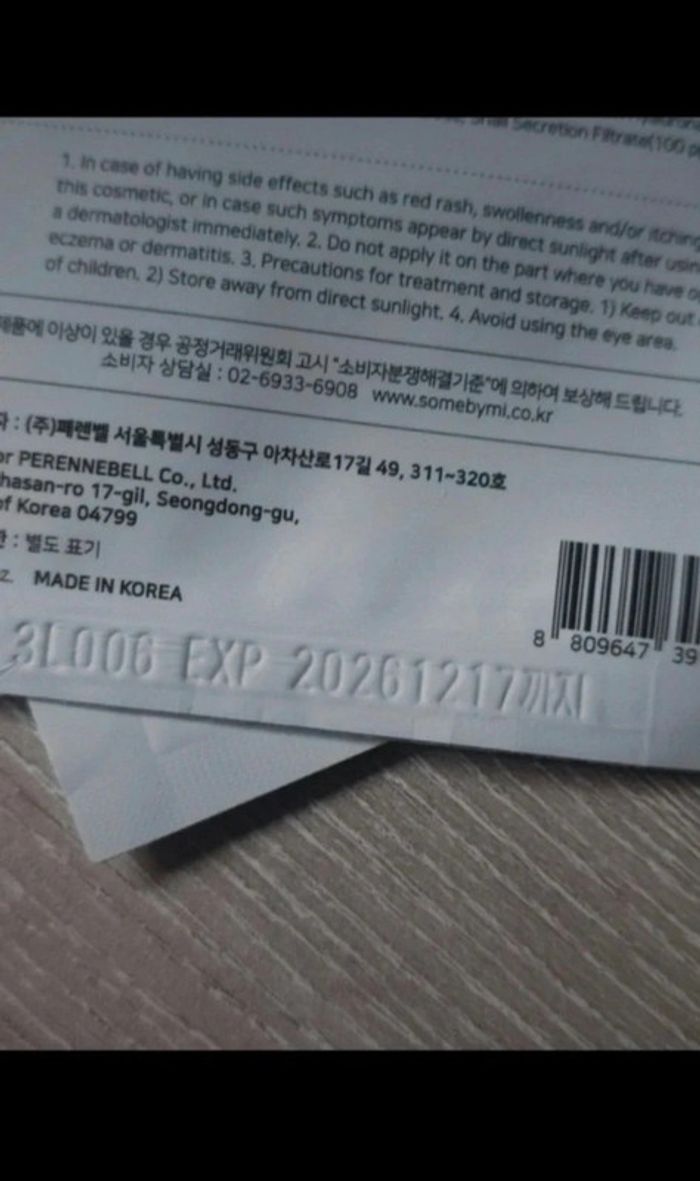 Snail Secretion Filtrate(100 p
1. In case of having side effects such as red rash, swollenness and/or itching
this cosmetic, or in case such symptoms appear by direct sunlight after usin
a dermatologist immediately. 2. Do not apply it on the part where you have
eczema or dermatitis. 3. Precautions for treatment and storage. 1) Keep out
of children. 2) Store away from direct sunlight. 4. Avoid using the eye area.
제품에 이상이 있을 경우 공정거래위원회 고시 "소비자분쟁해결기준"에 의하여 보상해 드립니다.
소비자 상담실 : 02-6933-6908 www.somebymi.co.kr
자 : (주)페렌벨 서울특별시 성동구 아차산로17길 49, 311~320호
or PERENNEBELL Co., Ltd.
hasan-ro 17-gil, Seongdong-gu,
of Korea 04799
한 : 별도 표기
z. MADE IN KOREA
8 809647 39
3L006 EXP 20261217까지